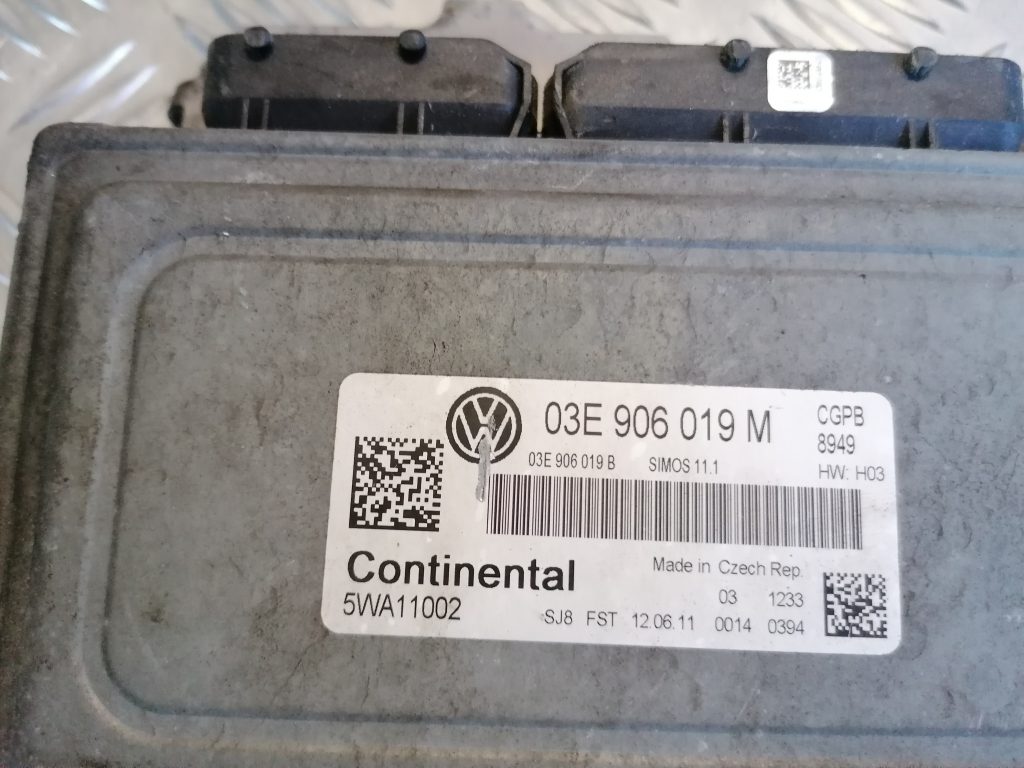 03E 906 019 M
CGPB
8949
03E 906 019 B SIMOS 11.1
HW: H03
Continental
Made in Czech Rep.
03 1233
5WA11002
SJ8 FST 12.06.11 0014 0394